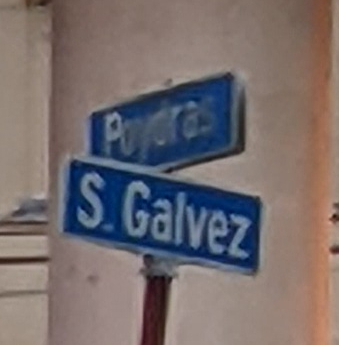 Poydras
S. Galvez